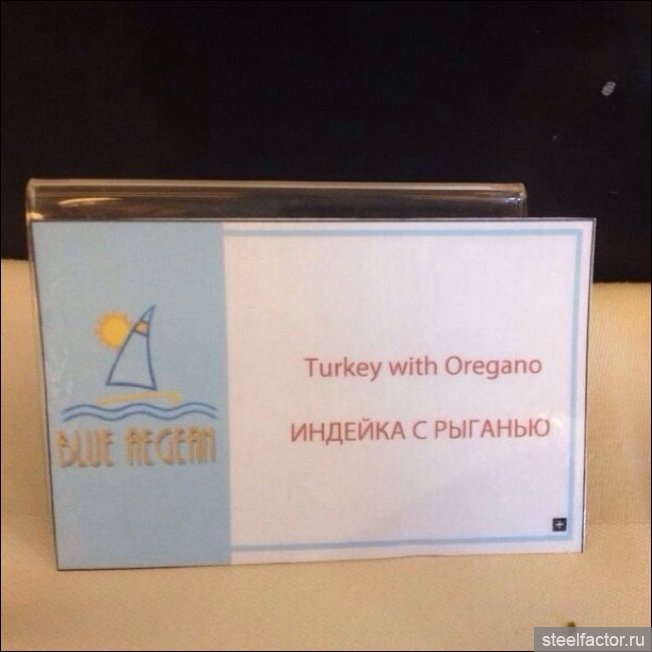 Turkey with Oregano
ИНДЕЙКА С РЫГАНЬЮ
BLUE AEGEAN
steelfactor.ru